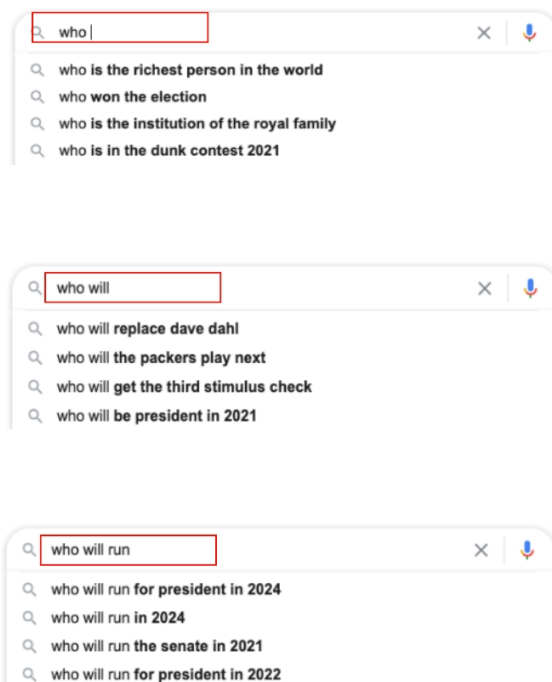 who
who is the richest person in the world
who won the election
who is the institution of the royal family
who is in the dunk contest 2021
who will
who will replace dave dahl
who will the packers play next
who will get the third stimulus check
who will be president in 2021
who will run
who will run for president in 2024
who will run in 2024
who will run the senate in 2021
who will run for president in 2022